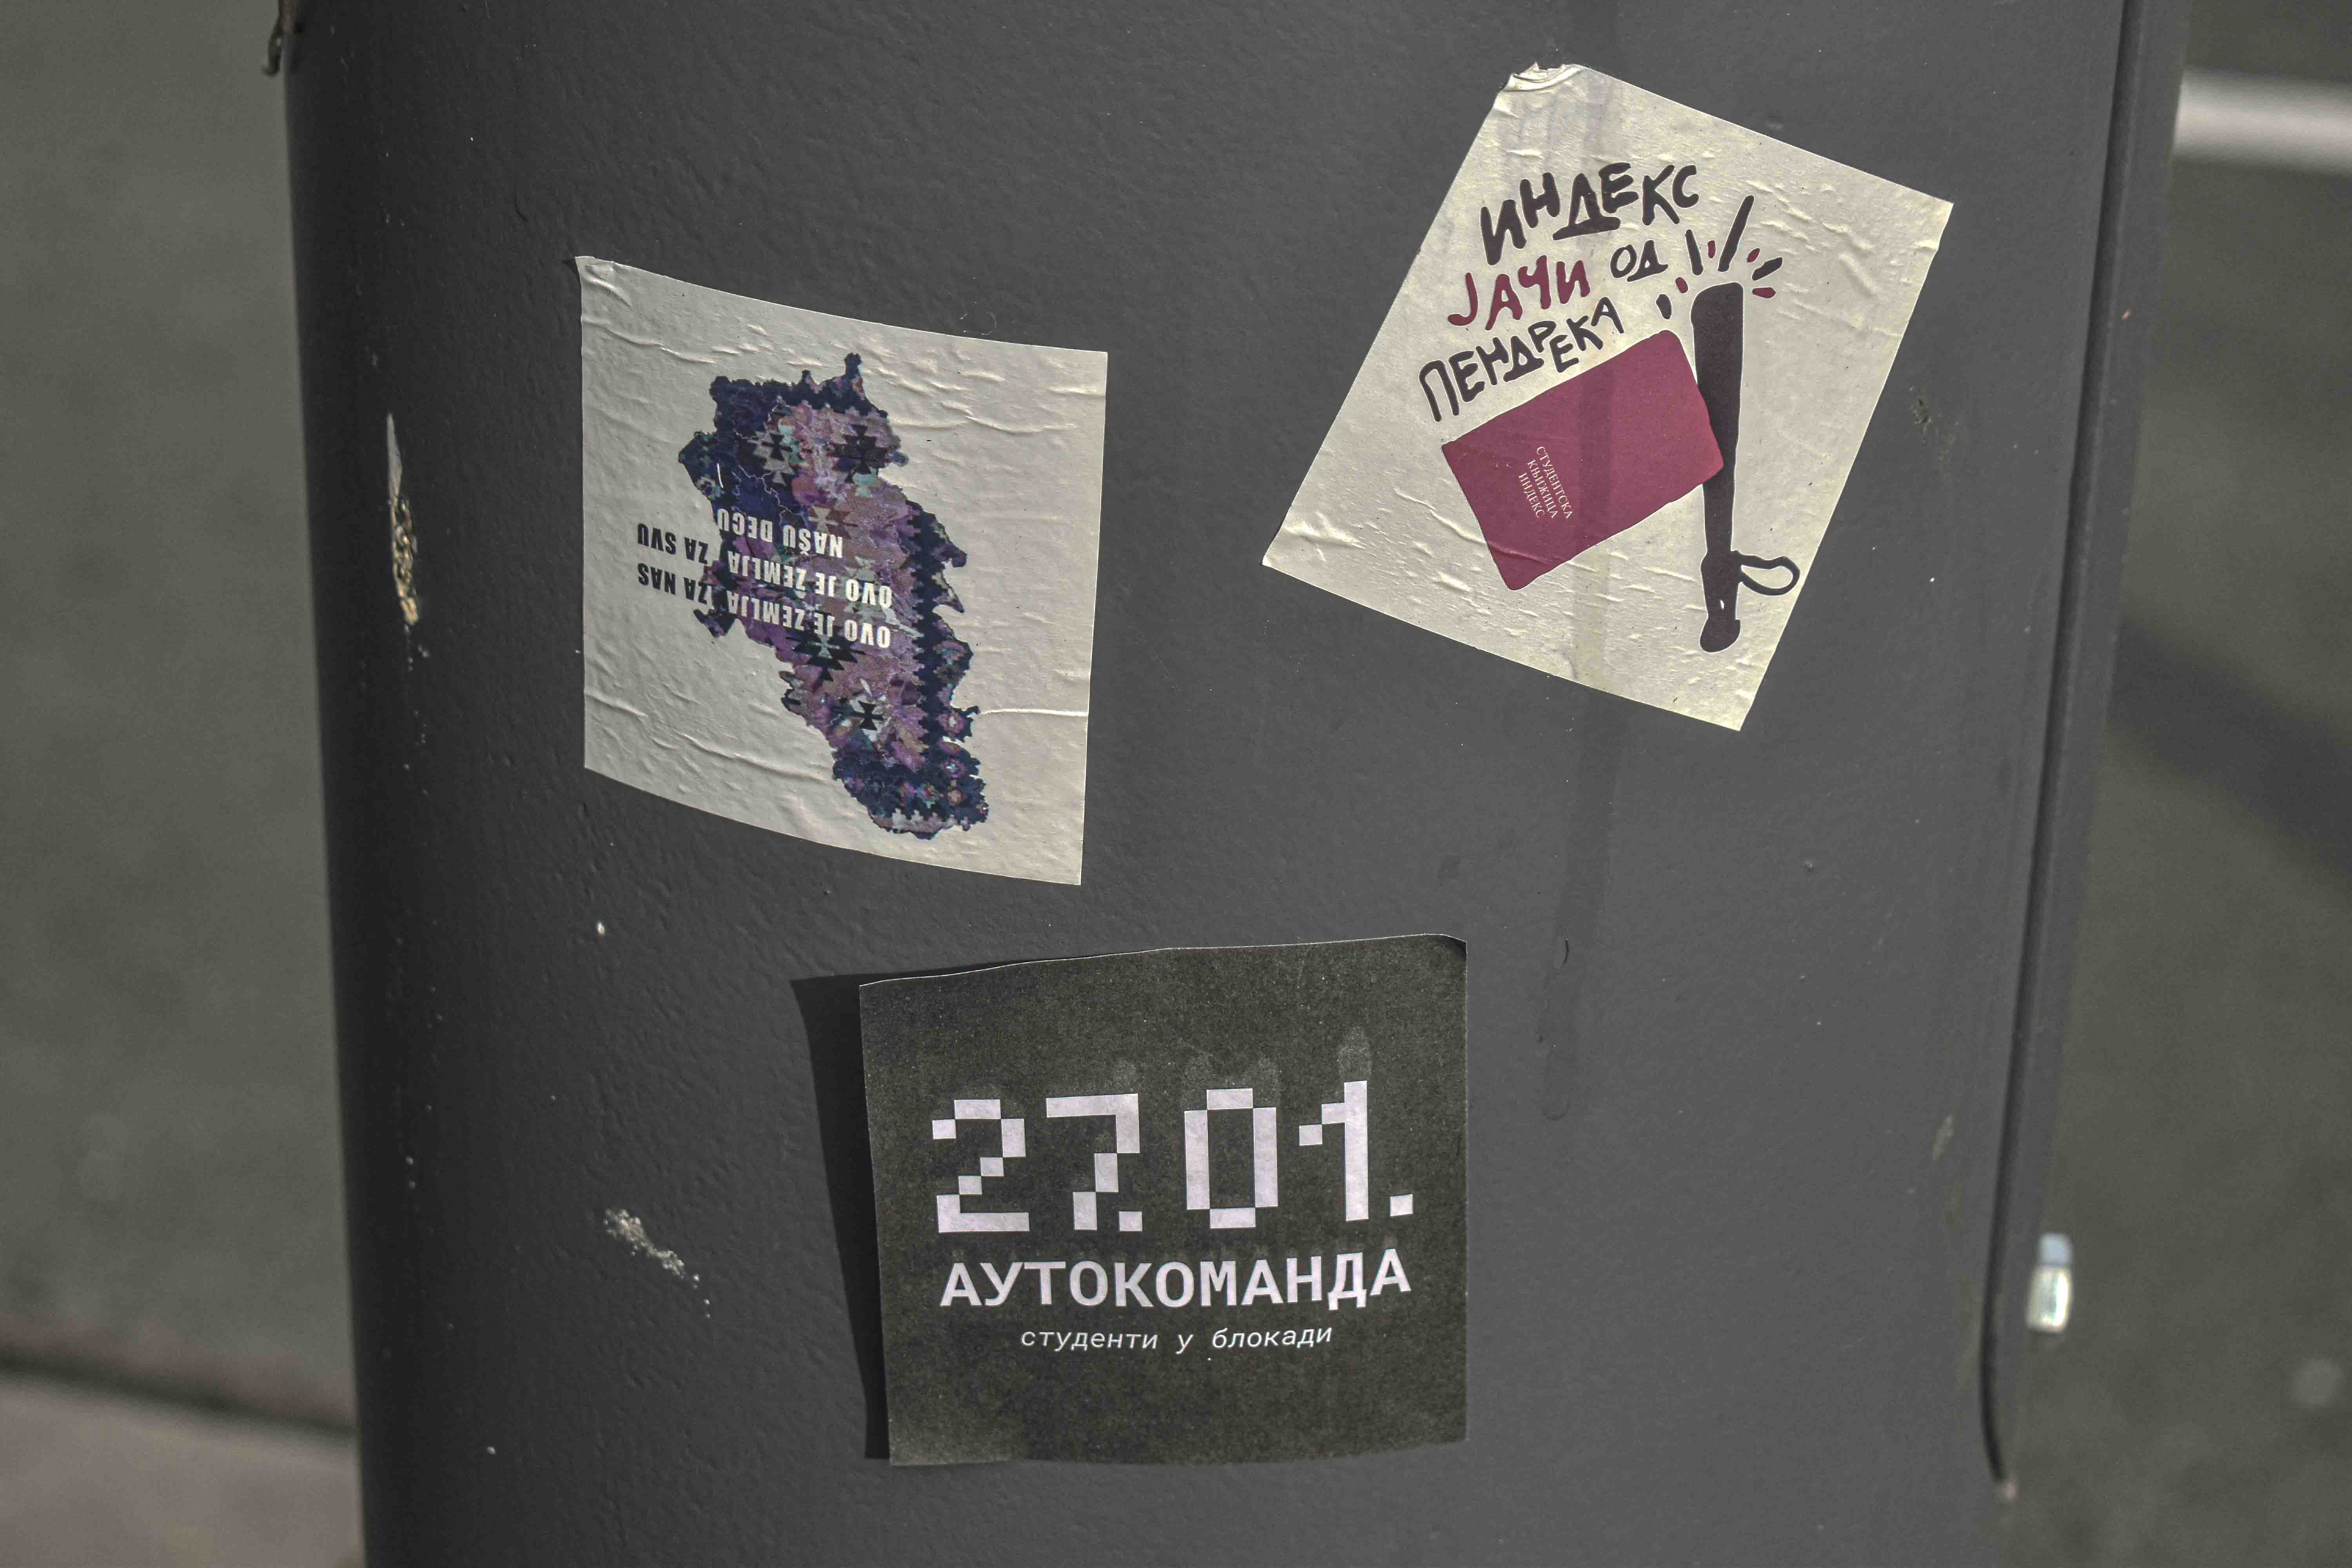 OVO JE ZEMLJA ZA NAS
OVO JE ZEMLJA ZA SVU
NAŠU DECU
ИНДЕКС
ЈАЧИ ОД
ПЕНДРЕКА
СТУДЕНТСКА
КЊИЖИЦА
ИНДЕКС
27.01.
АУТОКОМАНДА
студенти у блокади